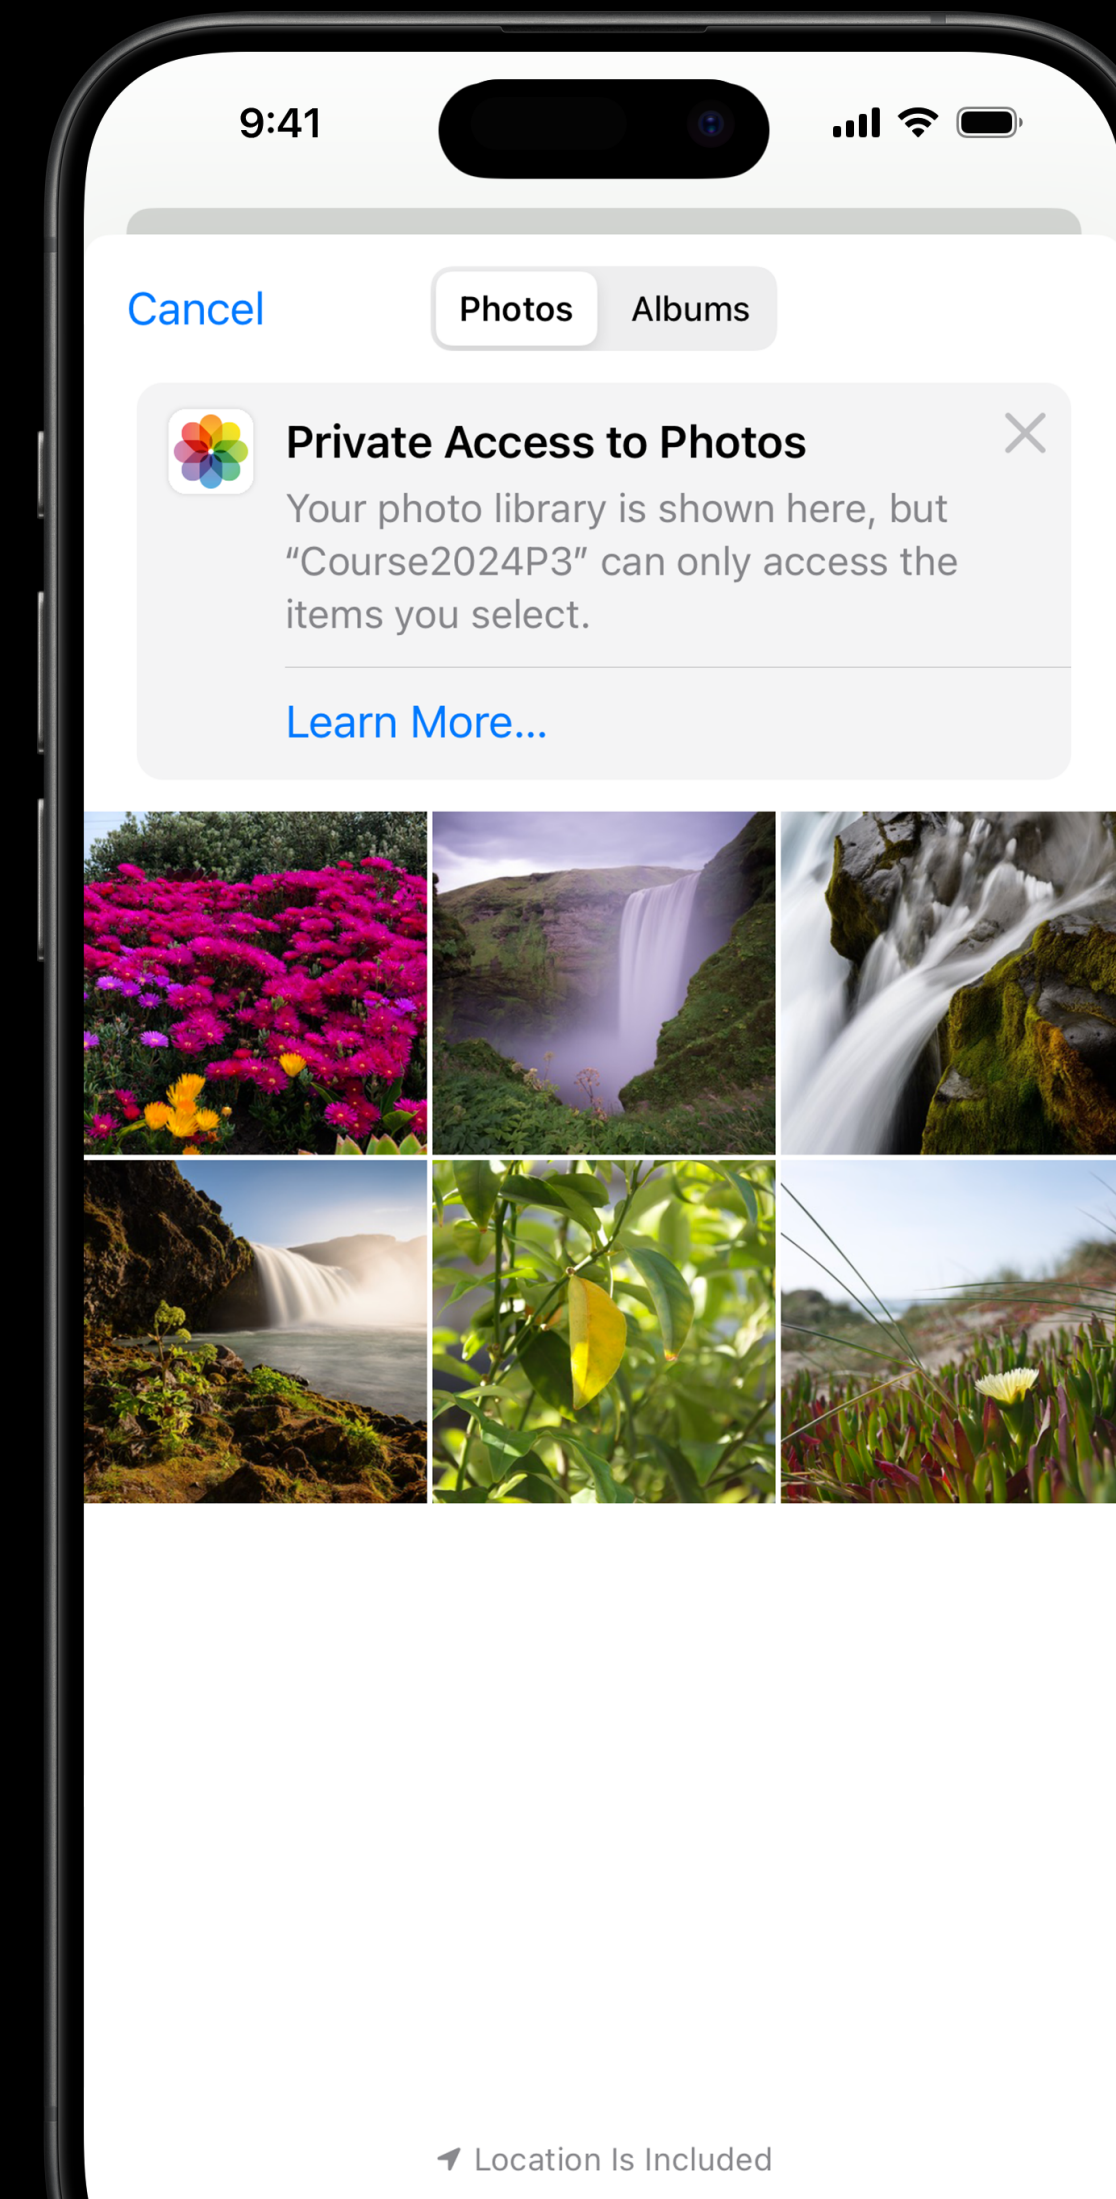 9:41
Cancel
Photos
Albums
Private Access to Photos
Your photo library is shown here, but
“Course2024P3” can only access the
items you select.
Learn More...
Location Is Included